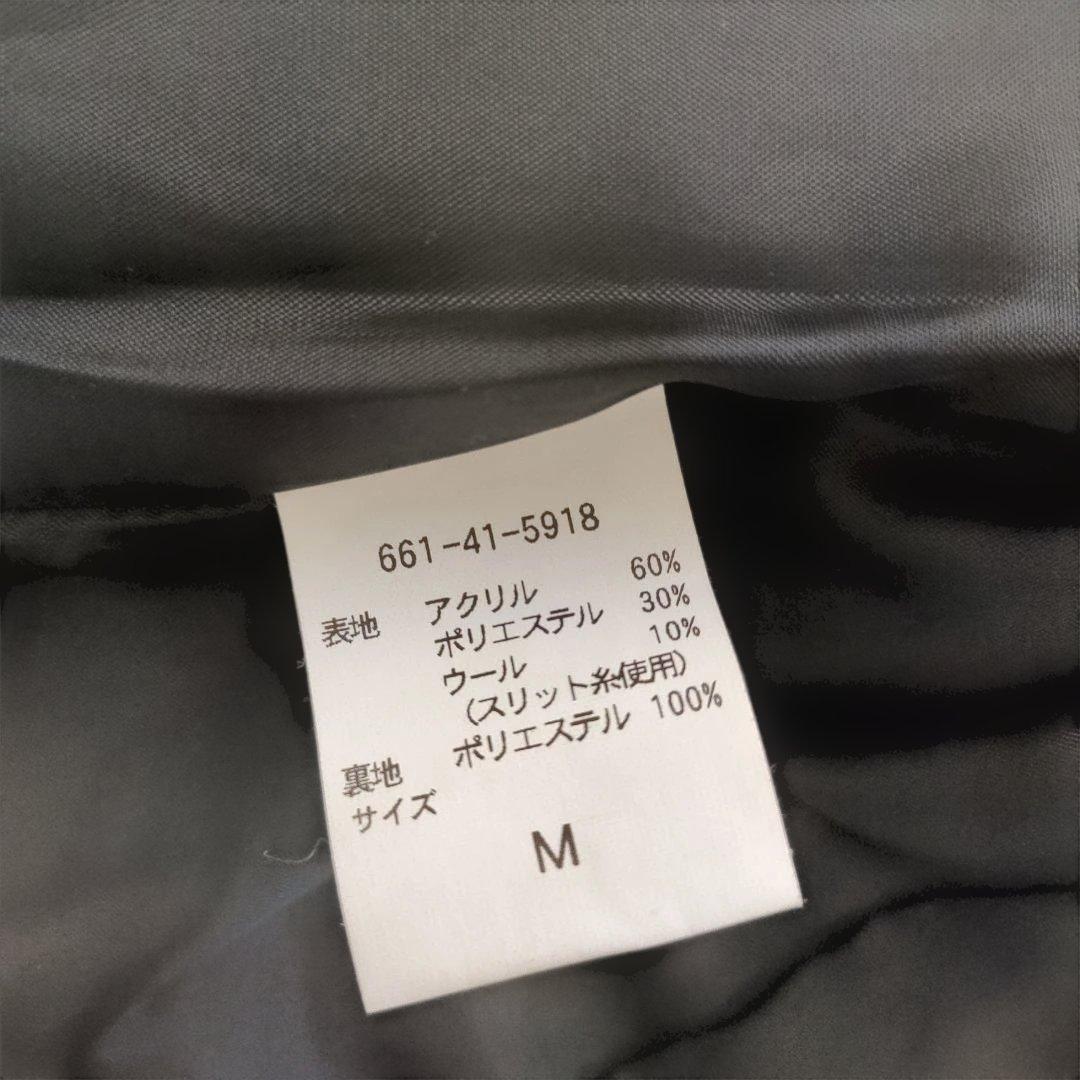 661-41-5918
表地 アクリル 60%
ポリエステル 30%
ウール 10%
(スリット糸使用)
裏地 ポリエステル 100%
サイズ
M